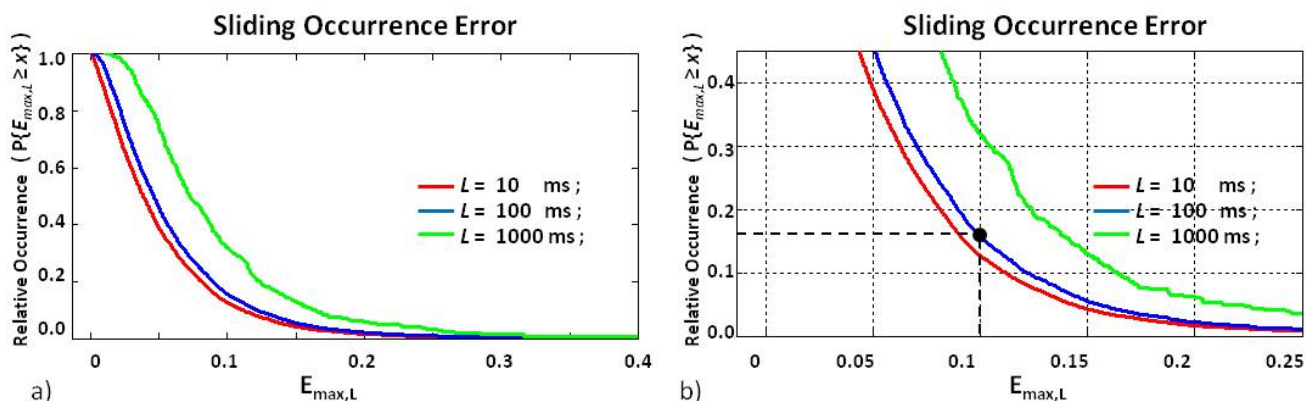 Sliding Occurrence Error
Relative Occurrence ( P{E_max,L ≥ x} )
1.0
0.8
0.6
0.4
0.2
0.0
L = 10 ms ;
L = 100 ms ;
L = 1000 ms ;
0 0.1 0.2 0.3 0.4
E_max,L
a)
Sliding Occurrence Error
Relative Occurrence ( P{E_max,L ≥ x} )
0.4
0.3
0.2
0.1
0.0
L = 10 ms ;
L = 100 ms ;
L = 1000 ms ;
0 0.05 0.1 0.15 0.2 0.25
E_max,L
b)